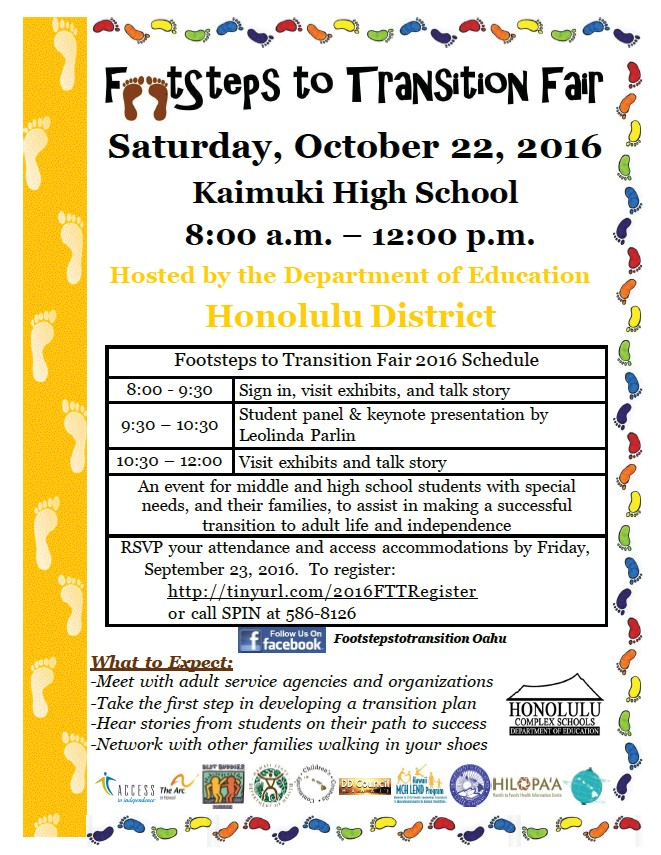 Footsteps to Transition Fair
Saturday, October 22, 2016
Kaimuki High School
8:00 a.m. – 12:00 p.m.
Hosted by the Department of Education
Honolulu District
Footsteps to Transition Fair 2016 Schedule
8:00 - 9:30 Sign in, visit exhibits, and talk story
9:30 – 10:30 Student panel & keynote presentation by
Leolinda Parlin
10:30 – 12:00 Visit exhibits and talk story
An event for middle and high school students with special
needs, and their families, to assist in making a successful
transition to adult life and independence
RSVP your attendance and access accommodations by Friday,
September 23, 2016. To register:
http://tinyurl.com/2016FTTRegister
or call SPIN at 586-8126
Follow Us On
facebook
Footstepstotransition Oahu
What to Expect:
-Meet with adult service agencies and organizations
-Take the first step in developing a transition plan
-Hear stories from students on their path to success
-Network with other families walking in your shoes
HONOLULU
COMPLEX SCHOOLS
DEPARTMENT OF EDUCATION
ACCESS
to Independence
The Arc
BEST BUDDIES
DD Council
Hawaii
MCH LEND Program
HILOPA'A